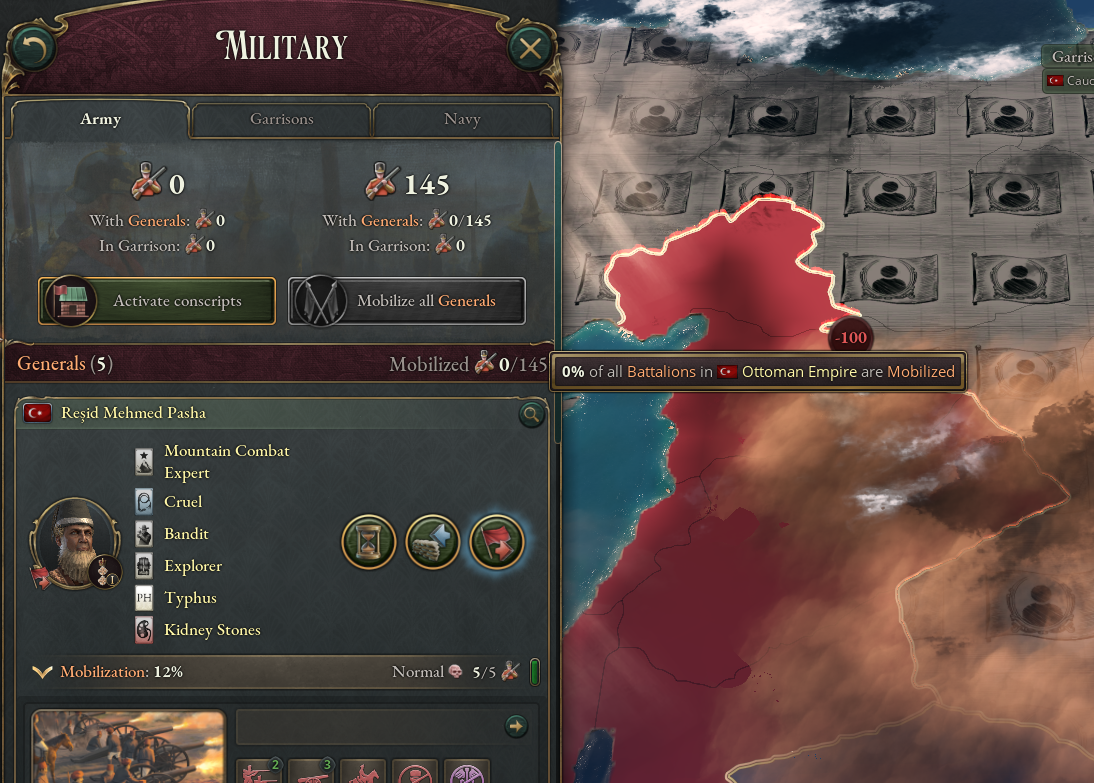 MILITARY
Army
Garrisons
Navy
0
145
With Generals: 0
With Generals: 0/145
In Garrison: 0
In Garrison: 0
Activate conscripts
Mobilize all Generals
Generals (5)
Mobilized 0/145
Reşid Mehmed Pasha
Mountain Combat
Expert
Cruel
Bandit
Explorer
PH Typhus
Kidney Stones
I
Mobilization: 12%
Normal 5/5
2
3
Garris
Cauc
-100
0% of all Battalions in Ottoman Empire are Mobilized